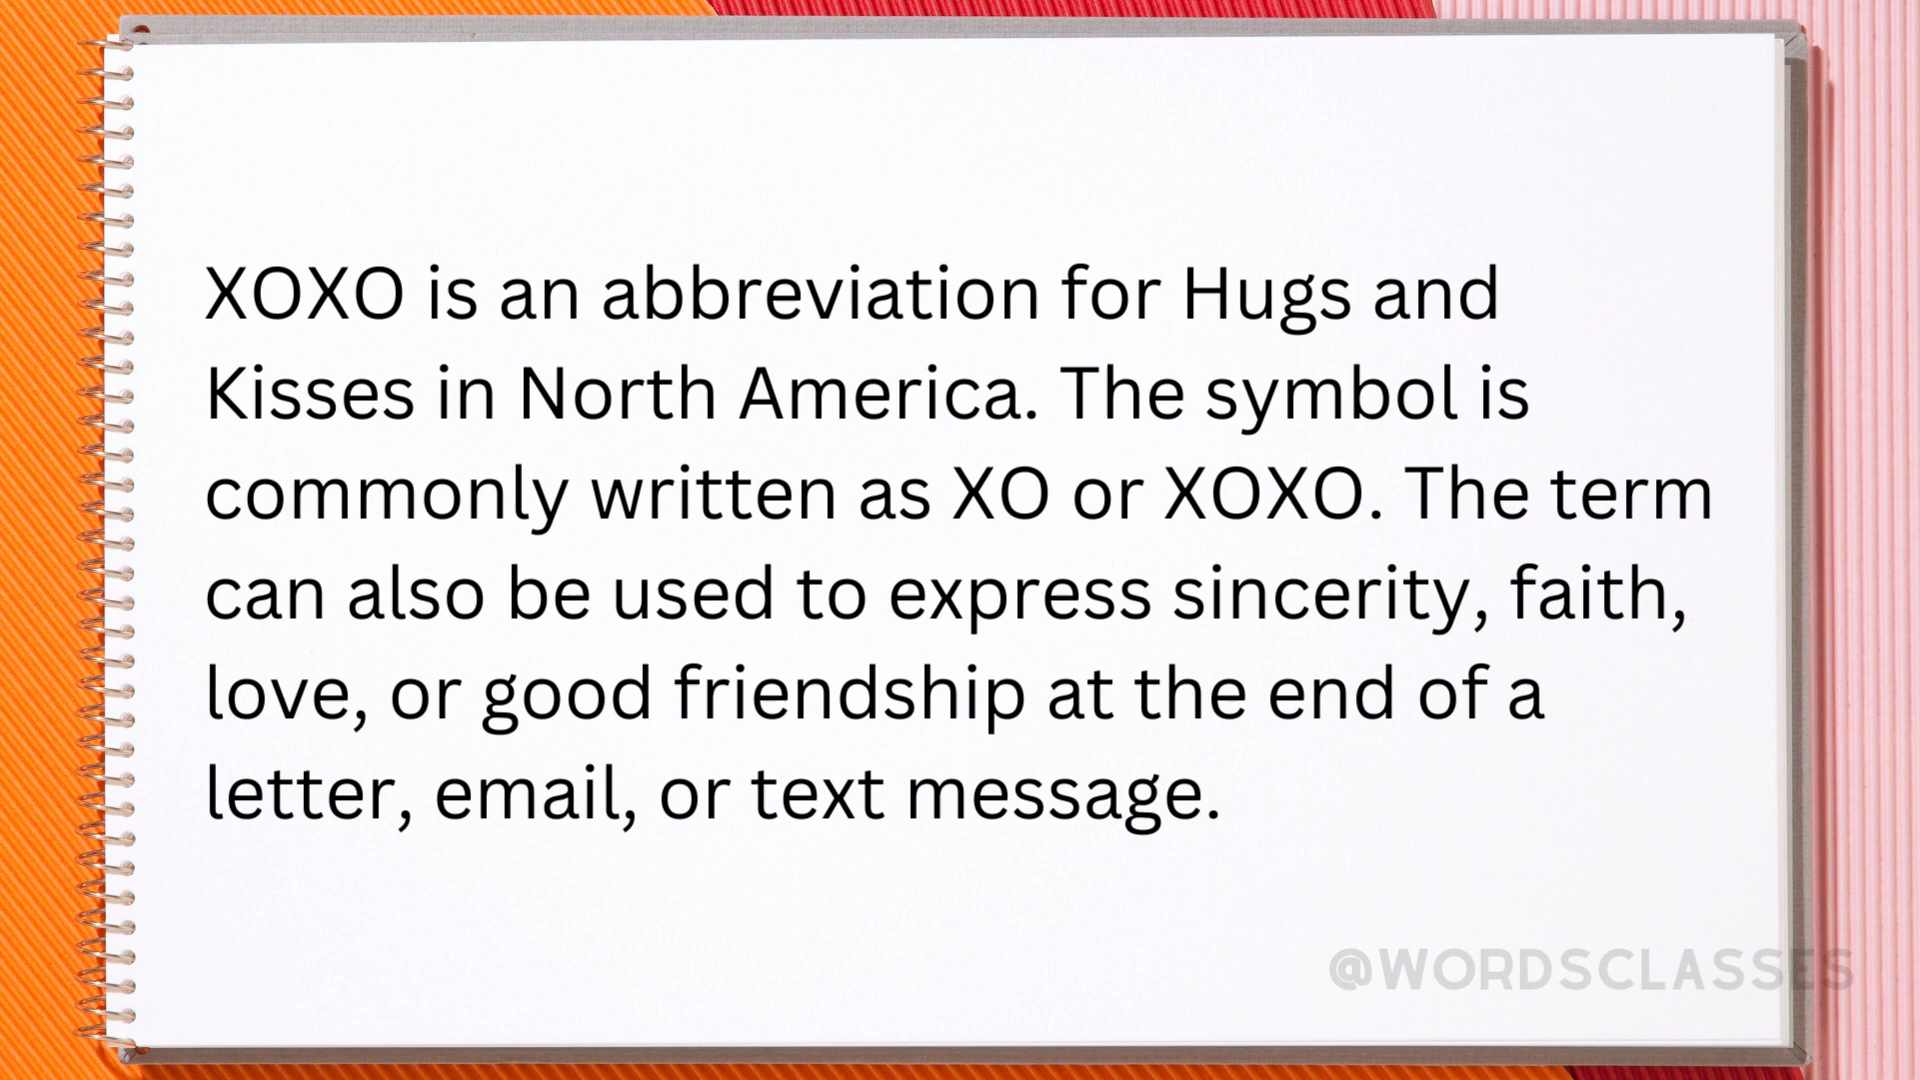 XOXO is an abbreviation for Hugs and
Kisses in North America. The symbol is
commonly written as XO or XOXO. The term
can also be used to express sincerity, faith,
love, or good friendship at the end of a
letter, email, or text message.
@WORDSCLASSES